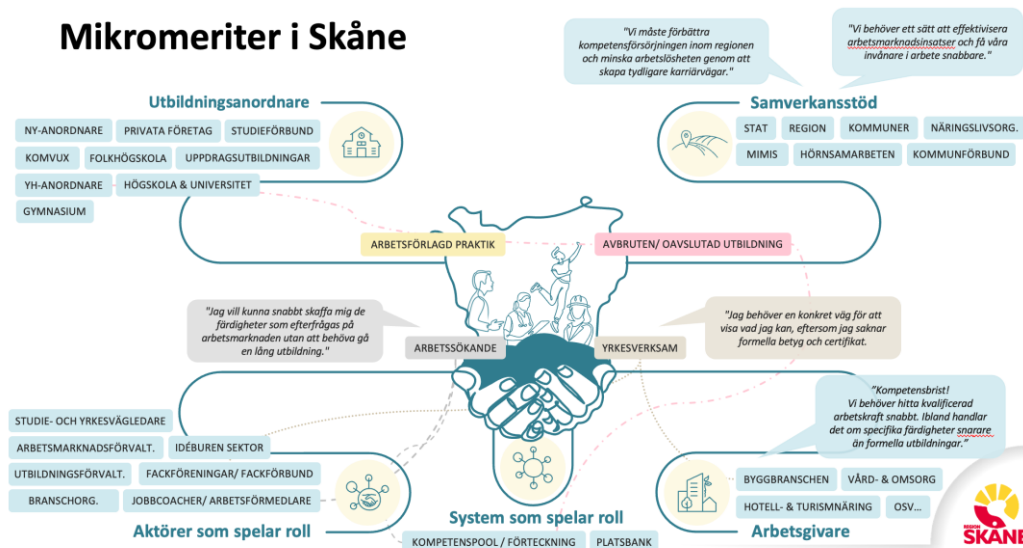 Mikromeriter i Skåne
"Vi måste förbättra
kompetensförsörjningen inom regionen
och minska arbetslösheten genom att
skapa tydligare karriärvägar."
"Vi behöver ett sätt att effektivisera
arbetsmarknadsinsatser och få våra
invånare i arbete snabbare."
Utbildningsanordnare
NY-ANORDNARE
PRIVATA FÖRETAG
STUDIEFÖRBUND
KOMVUX
FOLKHÖGSKOLA
UPPDRAGSUTBILDNINGAR
YH-ANORDNARE
HÖGSKOLA & UNIVERSITET
GYMNASIUM
Samverkansstöd
STAT
REGION
KOMMUNER
NÄRINGSLIVSORG.
MIMIS
HÖRNSAMARBETEN
KOMMUNFÖRBUND
ARBETSFÖRLAGD PRAKTIK
AVBRUTEN/ OAVSLUTAD UTBILDNING
"Jag vill kunna snabbt skaffa mig de
färdigheter som efterfrågas på
arbetsmarknaden utan att behöva gå
en lång utbildning."
ARBETSSÖKANDE
YRKESVERKSAM
"Jag behöver en konkret väg för att
visa vad jag kan, eftersom jag saknar
formella betyg och certifikat.
STUDIE- OCH YRKESVÄGLEDARE
ARBETSMARKNADSFÖRVALT.
IDÉBUREN SEKTOR
UTBILDNINGSFÖRVALT.
FACKFÖRENINGAR/ FACKFÖRBUND
BRANSCHORG.
JOBBCOACHER/ ARBETSFÖRMEDLARE
Aktörer som spelar roll
System som spelar roll
KOMPETENSPOOL / FÖRTECKNING
PLATSBANK
"Kompetensbrist!
Vi behöver hitta kvalificerad
arbetskraft snabbt. Ibland handlar
det om specifika färdigheter snarare
än formella utbildningar."
BYGGBRANSCHEN
VÅRD- & OMSORG
HOTELL- & TURISMNÄRING
OSV...
Arbetsgivare
REGION
SKÅNE